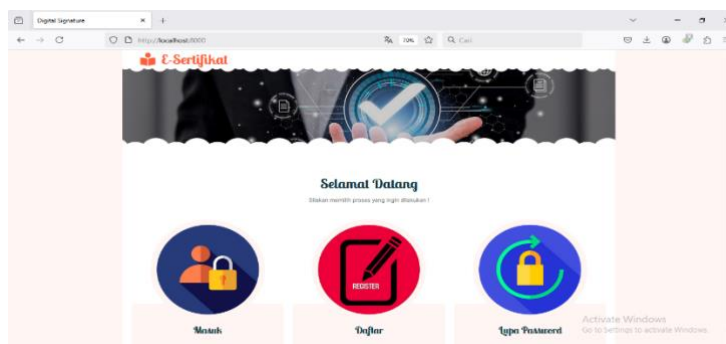 Digital Signature
http://localhost:8000
70%
Cari
E-Sertifikat
Selamat Datang
Silakan memilih proses yang ingin dilakukan !
REGISTER
Masuk
Daftar
Lupa Password
Activate Windows
Go to Settings to activate Windows.